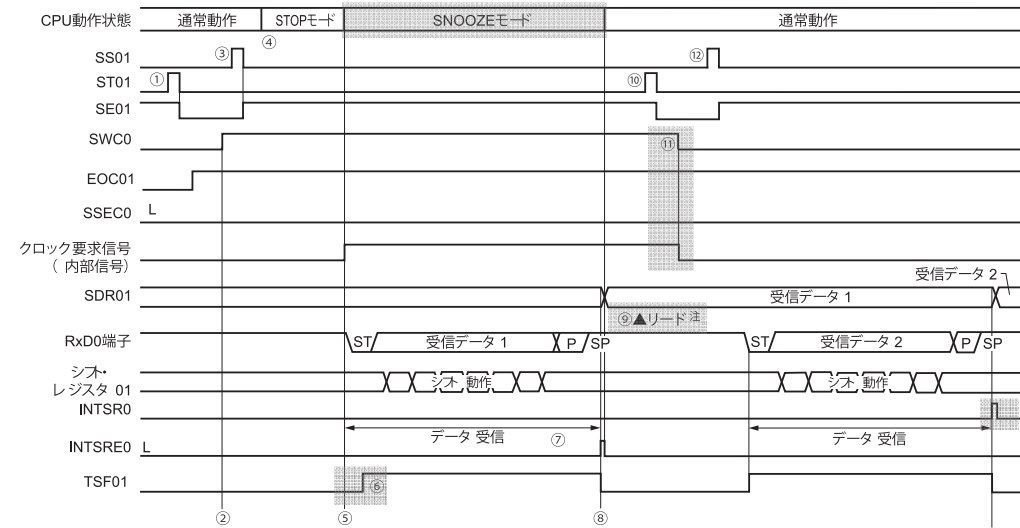 CPU動作状態 通常動作 STOPモード SNOOZEモード 通常動作
④
SS01 ③ ⑫
ST01 ① ⑩
SE01
SWC0 ⑪
EOC01
SSEC0 L
クロック要求信号
( 内部信号)
受信データ 2
SDR01 受信データ 1
⑨▲リード 注
RxD0端子 ST 受信データ 1 P SP ST 受信データ 2 P SP
シフト・
レジスタ 01 シフト 動作 シフト 動作
INTSR0
データ 受信 ⑦ データ 受信
INTSRE0 L
TSF01 ⑥
② ⑤ ⑧